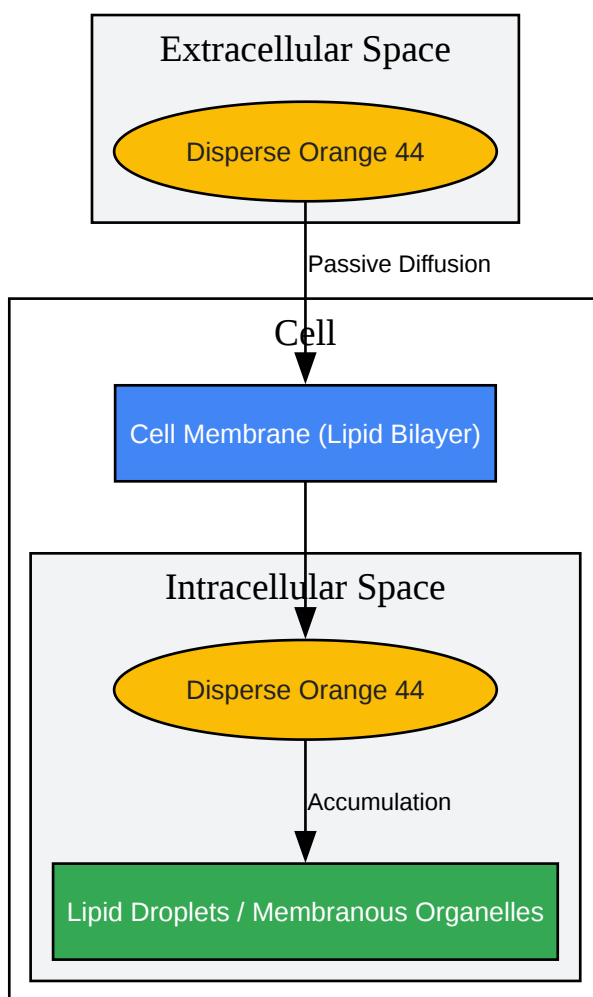 Extracellular Space
Disperse Orange 44
Passive Diffusion
Cell
Cell Membrane (Lipid Bilayer)
Intracellular Space
Disperse Orange 44
Accumulation
Lipid Droplets / Membranous Organelles